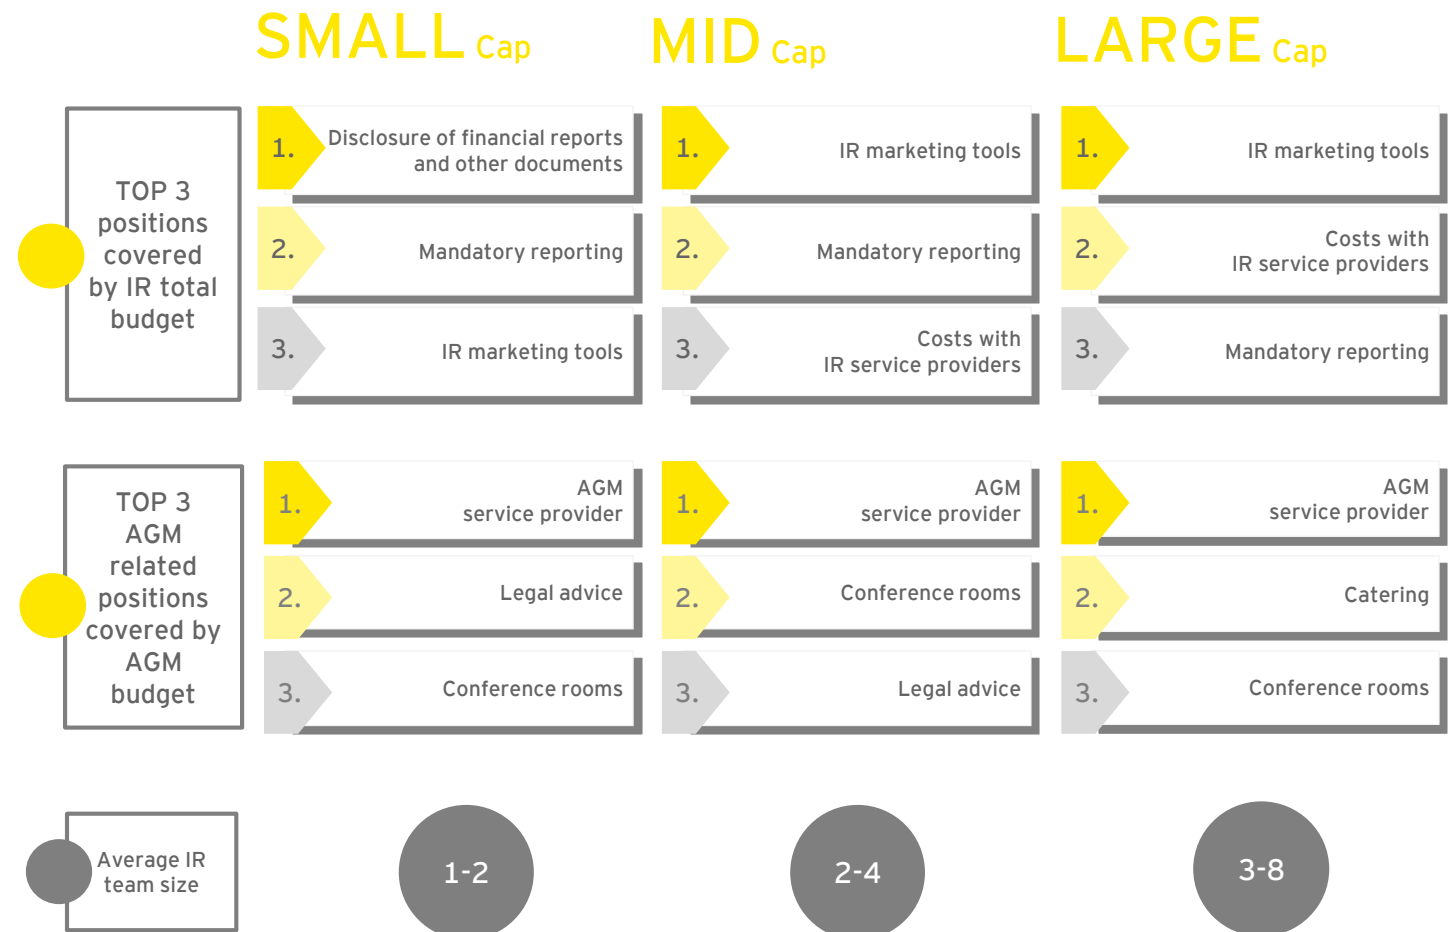 SMALL Cap
MID Cap
LARGE Cap
TOP 3
positions
covered
by IR total
budget
1.
Disclosure of financial reports
and other documents
1.
IR marketing tools
1.
IR marketing tools
2.
Mandatory reporting
2.
Mandatory reporting
2.
Costs with
IR service providers
3.
IR marketing tools
3.
Costs with
IR service providers
3.
Mandatory reporting
TOP 3
AGM
related
positions
covered by
AGM
budget
1.
AGM
service provider
1.
AGM
service provider
1.
AGM
service provider
2.
Legal advice
2.
Conference rooms
2.
Catering
3.
Conference rooms
3.
Legal advice
3.
Conference rooms
Average IR
team size
1-2
2-4
3-8